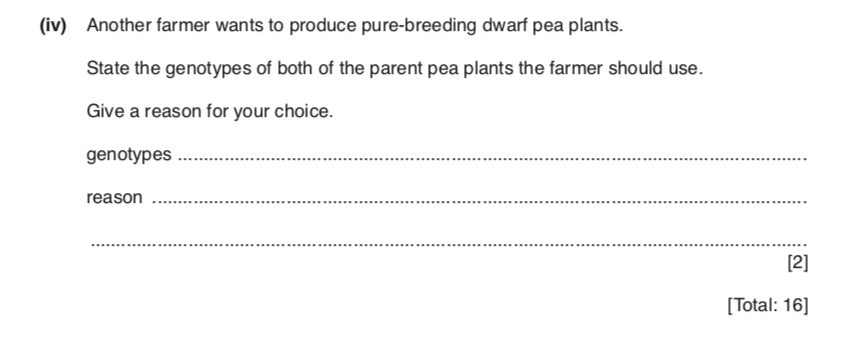 (iv) Another farmer wants to produce pure-breeding dwarf pea plants.
State the genotypes of both of the parent pea plants the farmer should use.
Give a reason for your choice.
genotypes ..........................................................................................................................
reason ...............................................................................................................................
...........................................................................................................................................
[2]
[Total: 16]